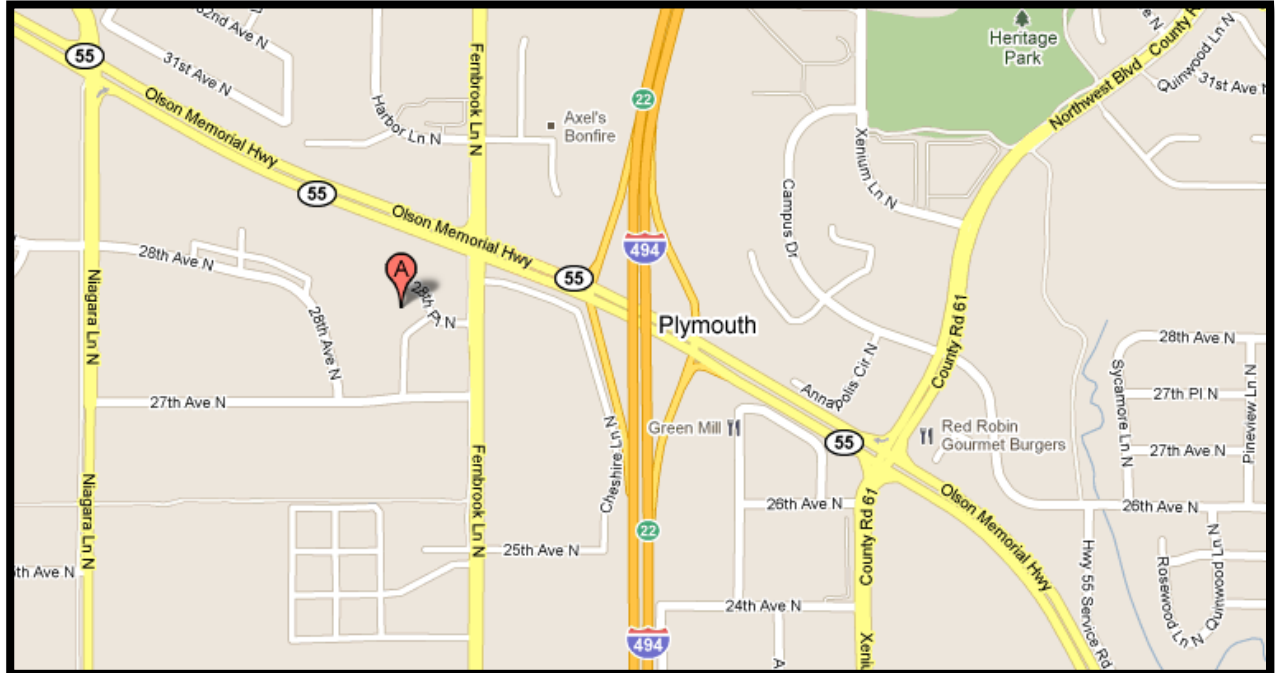 32nd Ave N
55
31st Ave N
Olson Memorial Hwy
Harbor Ln N
Fernbrook Ln N
Axel's
Bonfire
22
Heritage
Park
Northwest Blvd
County R
Quinwood Ln N
31st Ave
e N
Xenium Ln N
Campus Dr
55
Olson Memorial Hwy
494
55
28th Ave N
28th Ave N
A
28th Pl N
Niagara Ln N
Plymouth
Annapolis Cir N
County Rd 61
28th Ave N
27th Pl N
27th Ave N
Sycamore Ln N
Pineview Ln N
27th Ave N
Green Mill
55
Red Robin
Gourmet Burgers
Cheshire Ln N
Niagara Ln N
Fernbrook Ln N
26th Ave N
County Rd 61
Olson Memorial Hwy
26th Ave N
22
25th Ave N
th Ave N
Hwy 55 Service Rd
Rosewood Ln N
Quinwood Ln N
24th Ave N
494
A
Xeniu